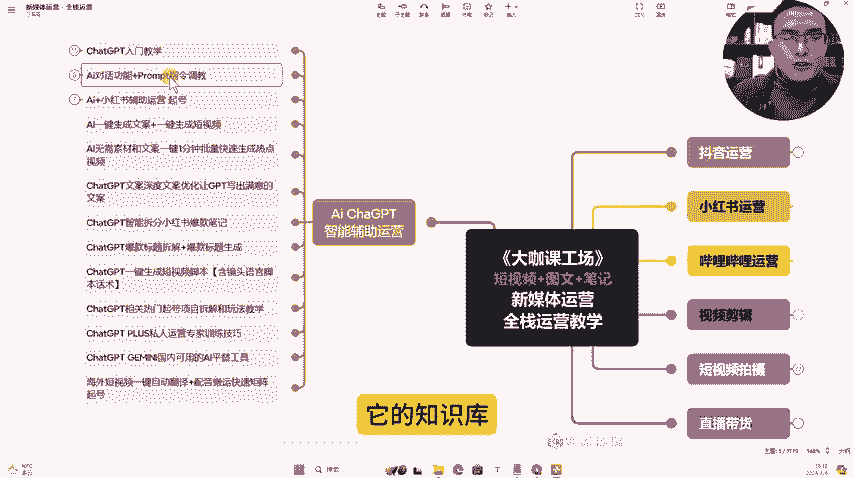 新媒体运营·全栈运营
ChatGPT入门教学
Ai对话功能+Prompt指令调教
Ai+小红书辅助运营 起号
AI一键生成文案+一键生成短视频
AI无需素材和文案一键1分钟批量快速生成热点
视频
ChatGPT文案深度文案优化让GPT写出满意的
文案
ChatGPT智能拆分小红书爆款笔记
ChatGPT爆款标题拆解+爆款标题生成
ChatGPT一键生成短视频脚本【含镜头语言脚
本话术】
ChatGPT相关热门起号项目拆解和玩法教学
ChatGPT PLUS私人运营专家训练技巧
ChatGPT GEMINI国内可用的AI平替工具
海外短视频一键自动翻译+配音搬运快速矩阵
起号
Ai ChaGPT
智能辅助运营
《大咖课工场》
短视频+图文+笔记
新媒体运营
全栈运营教学
抖音运营
小红书运营
哔哩哔哩运营
视频剪辑
短视频拍摄
直播带货
它的知识库
搜索